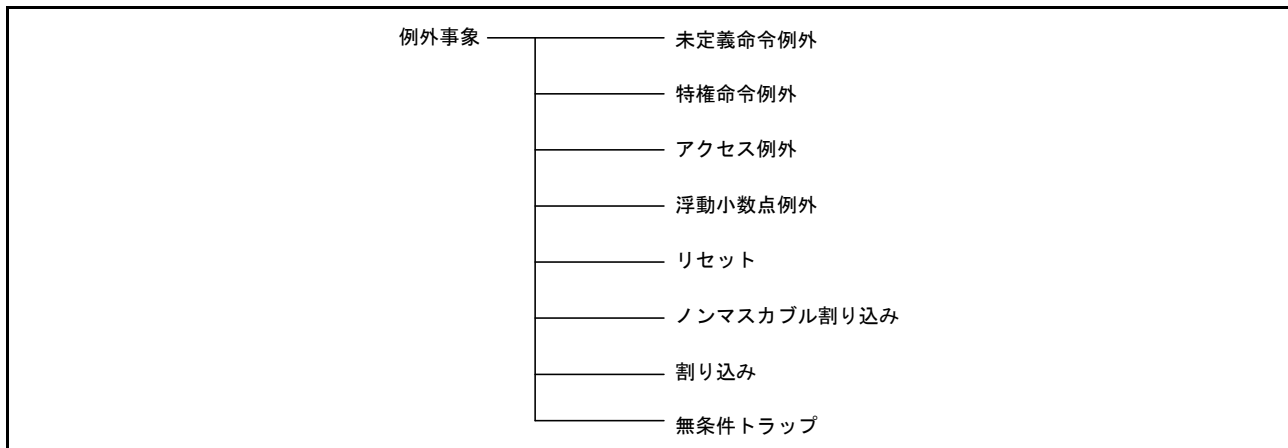 例外事象
未定義命令例外
特権命令例外
アクセス例外
浮動小数点例外
リセット
ノンマスカブル割り込み
割り込み
無条件トラップ